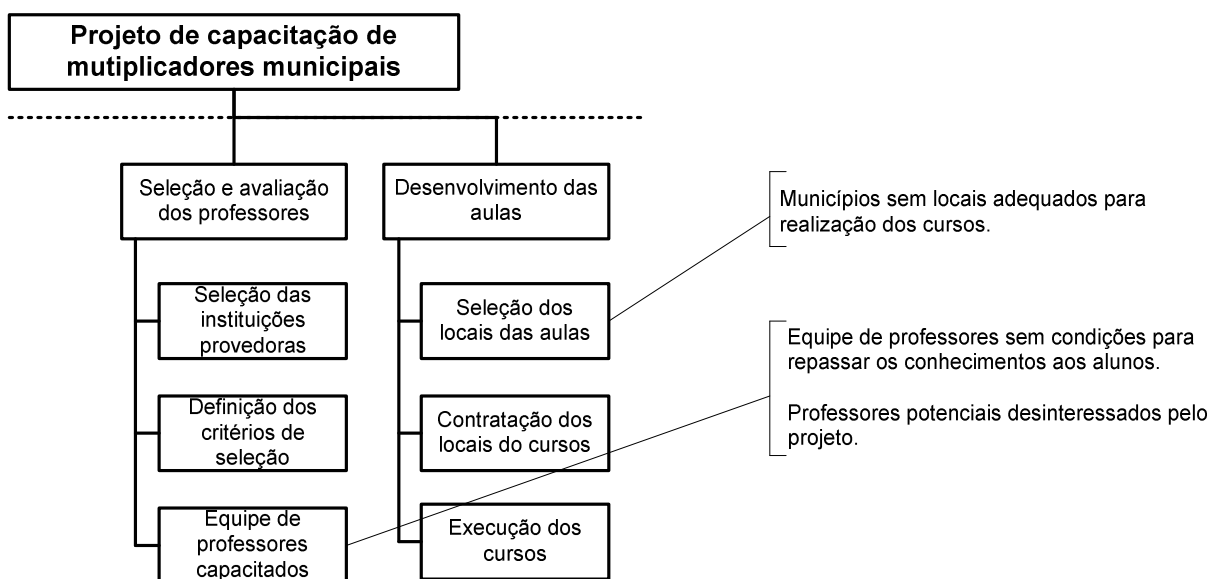 Projeto de capacitação de
mutiplicadores municipais
Seleção e avaliação
dos professores
Seleção das
instituições
provedoras
Definição dos
critérios de
seleção
Equipe de
professores
capacitados
Desenvolvimento das
aulas
Seleção dos
locais das aulas
Contratação dos
locais do cursos
Execução dos
cursos
Municípios sem locais adequados para
realização dos cursos.
Equipe de professores sem condições para
repassar os conhecimentos aos alunos.
Professores potenciais desinteressados pelo
projeto.